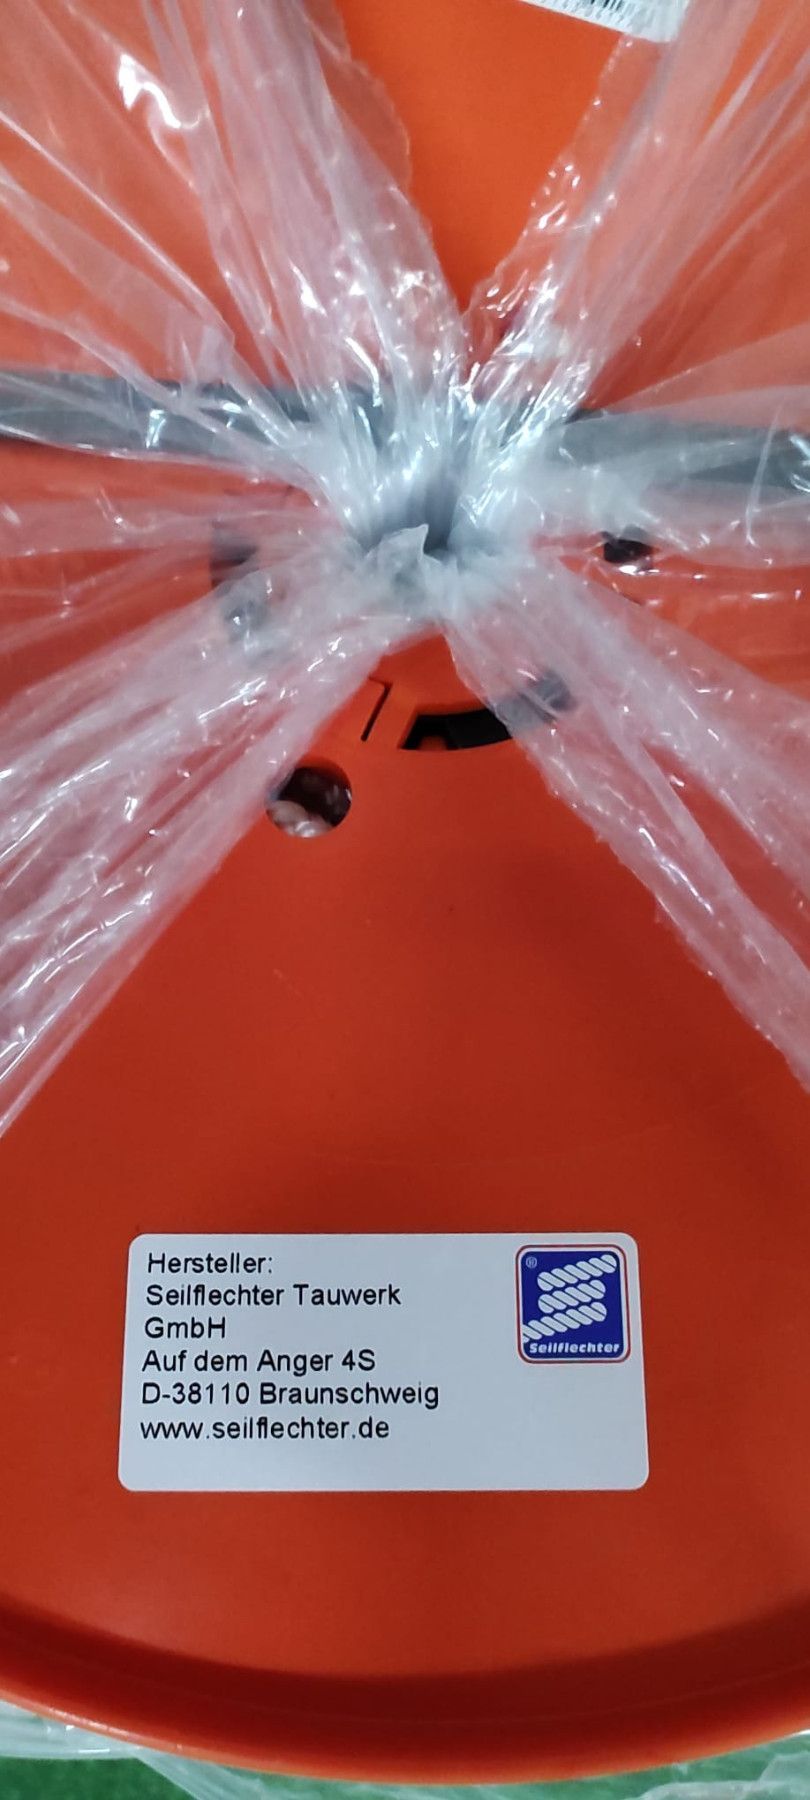 Hersteller:
Seilflechter Tauwerk
GmbH
Auf dem Anger 4S
D-38110 Braunschweig
www.seilflechter.de
®
Seilflechter